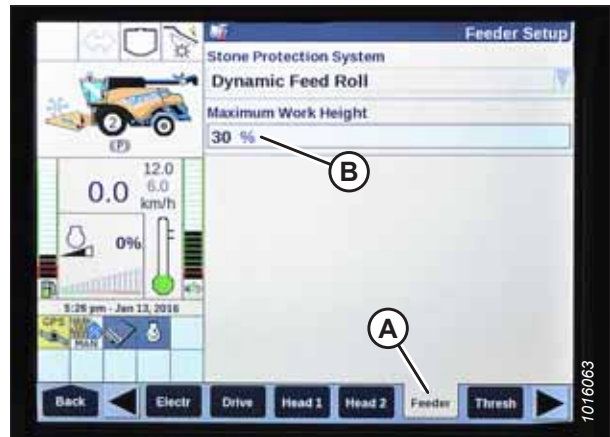 Feeder Setup
Stone Protection System
Dynamic Feed Roll
Maximum Work Height
30 %
B
2
(P)
12.0
0.0 6.0
km/h
0%
5:26 pm - Jan 13, 2016
GPS
MAN
A
Back Electr Drive Head 1 Head 2 Feeder Thresh
1016063